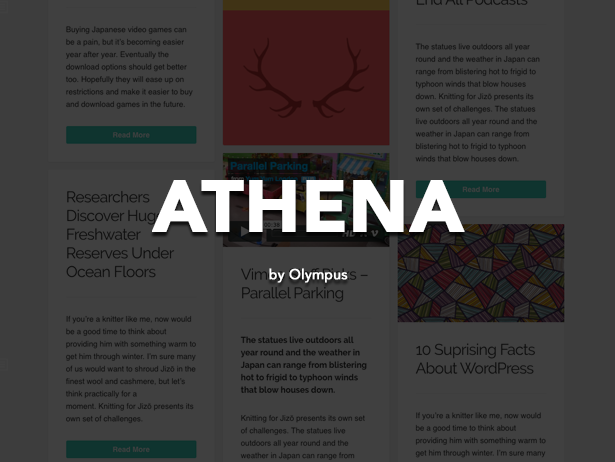 Buying Japanese video games can
be a pain, but it's becoming easier
year after year. Eventually the
download options should get better
too. Hopefully they will ease up on
restrictions and make it easier to buy
and download games in the future.
Read More
Researchers
Discover Hug
Freshwater
Reserves Under
Ocean Floors
If you're a knitter like me, now would
be a good time to think about
providing him with something warm to
get him through winter. I'm sure many
of us would want to shroud Jizō in the
finest wool and cashmere, but let's
think practically for a
moment. Knitting for Jizō presents its
own set of challenges.
Read More
Parallel Parking
ATHENA
by Olympus
Parallel Parking
The statues live outdoors all
year round and the weather in
Japan can range from blistering
hot to frigid to typhoon winds
that blow houses down.
Knitting for Jizō presents its own set
of challenges. The statues live
outdoors all year round and the
weather in Japan can range from
End All Podcasts
The statues live outdoors all year
round and the weather in Japan can
range from blistering hot to frigid to
typhoon winds that blow houses
down. Knitting for Jizō presents its
own set of challenges. The statues
live outdoors all year round and the
weather in Japan can range from
blistering hot to frigid to typhoon
winds that blow houses down.
Read More
10 Suprising Facts
About WordPress
If you're a knitter like me, now would
be a good time to think about
providing him with something warm to
get him through winter. I'm sure many